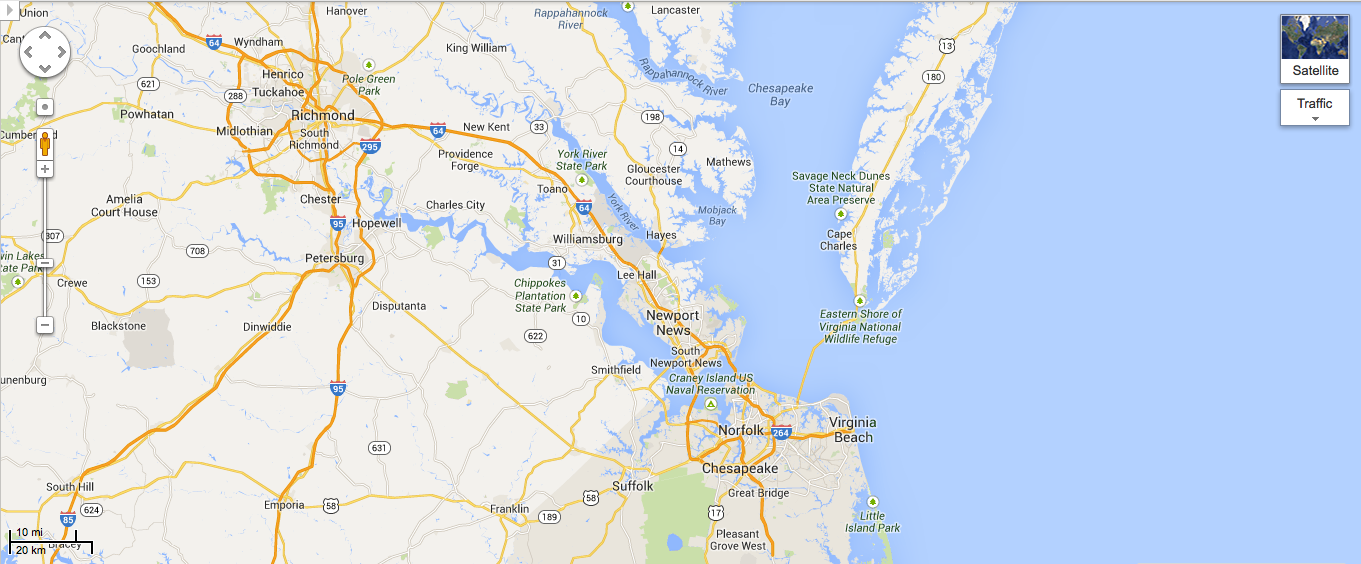 Union
Hanover
Rappahannock
River
Lancaster
64
Wyndham
Goochland
King William
13
Satellite
Henrico
Pole Green
Park
180
621
Tuckahoe
288
Rappahannock River
Chesapeake
Bay
Traffic
Powhatan
Richmond
198
Midlothian
South
Richmond
64
New Kent
33
295
14
Providence
Forge
York River
State Park
Mathews
Gloucester
Courthouse
Savage Neck Dunes
State Natural
Area Preserve
Toano
Amelia
Court House
Chester
Charles City
64
York River
Mobjack
Bay
95
Hopewell
307
Williamsburg
Hayes
Cape
Charles
708
Petersburg
31
Lee Hall
153
Crewe
Chippokes
Plantation
State Park
Disputanta
10
Newport
News
Eastern Shore of
Virginia National
Wildlife Refuge
Blackstone
Dinwiddie
622
South
Newport News
Smithfield
Craney Island US
Naval Reservation
95
Norfolk
264
Virginia
Beach
631
Chesapeake
South Hill
Suffolk
Great Bridge
624
Emporia
58
58
Franklin
189
17
Little
Island Park
85
10 mi
20 km
Bracey
Pleasant
Grove West